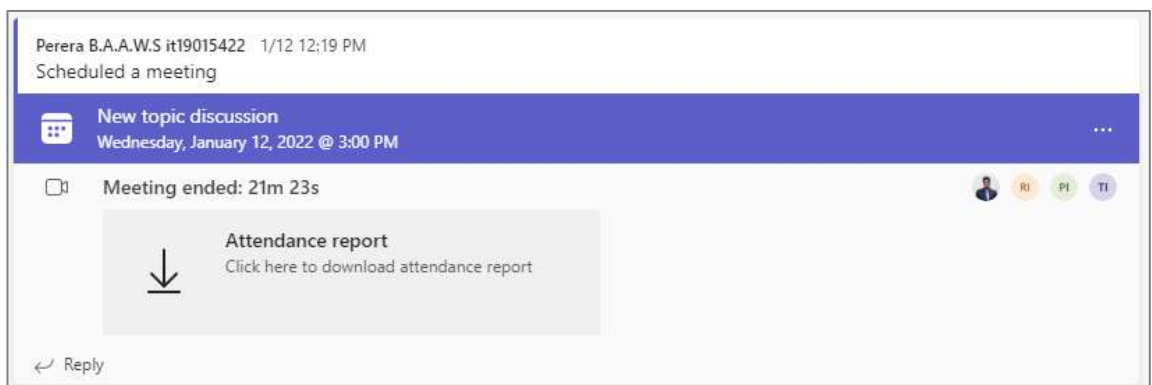 Perera B.A.A.W.S it19015422 1/12 12:19 PM
Scheduled a meeting
New topic discussion
Wednesday, January 12, 2022 @ 3:00 PM
...
Meeting ended: 21m 23s
RI PI TI
Attendance report
Click here to download attendance report
Reply